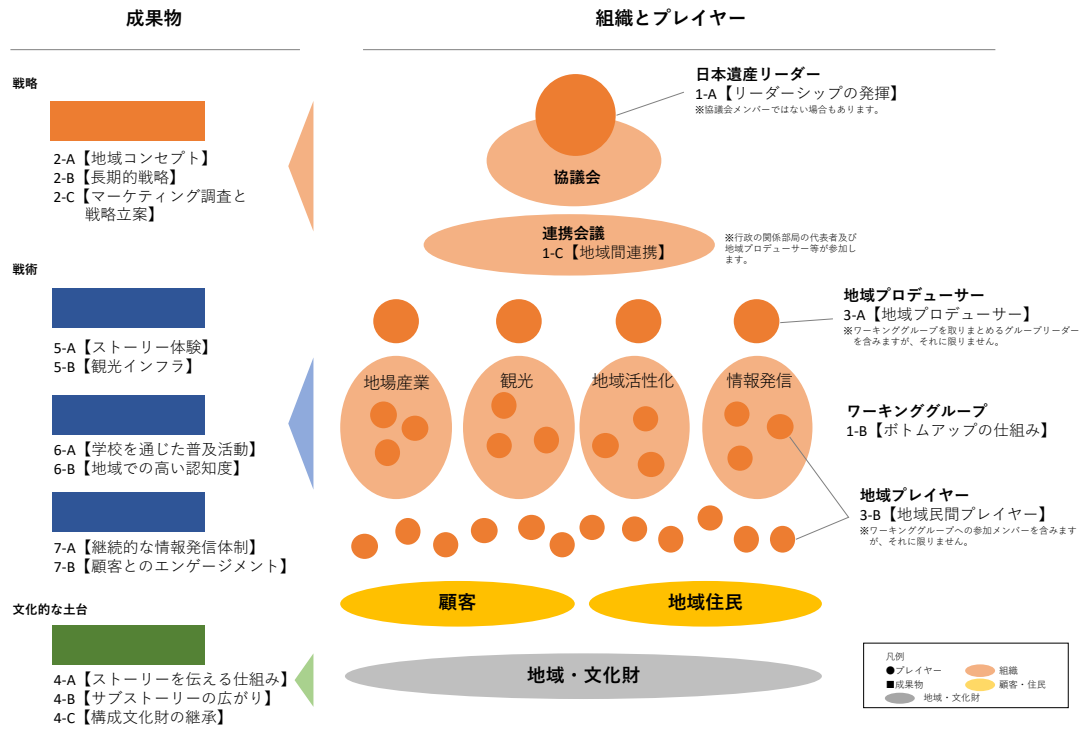 成果物
戦略
2-A【地域コンセプト】
2-B【長期的戦略】
2-C【マーケティング調査と
戦略立案】
戦術
5-A【ストーリー体験】
5-B【観光インフラ】
6-A【学校を通じた普及活動】
6-B【地域での高い認知度】
7-A【継続的な情報発信体制】
7-B【顧客とのエンゲージメント】
文化的な土台
4-A【ストーリーを伝える仕組み】
4-B【サブストーリーの広がり】
4-C【構成文化財の継承】
組織とプレイヤー
日本遺産リーダー
1-A【リーダーシップの発揮】
※協議会メンバーではない場合もあります。
協議会
連携会議
1-C【地域間連携】
※行政の関係部局の代表者及び
地域プロデューサー等が参加し
ます。
地域プロデューサー
3-A【地域プロデューサー】
※ワーキンググループを取りまとめるグループリーダー
を含みますが、それに限りません。
地場産業
観光
地域活性化
情報発信
ワーキンググループ
1-B【ボトムアップの仕組み】
地域プレイヤー
3-B【地域民間プレイヤー】
※ワーキンググループへの参加メンバーを含みます
が、それに限りません。
顧客
地域住民
地域・文化財
凡例
●プレイヤー
組織
■成果物
顧客・住民
地域・文化財